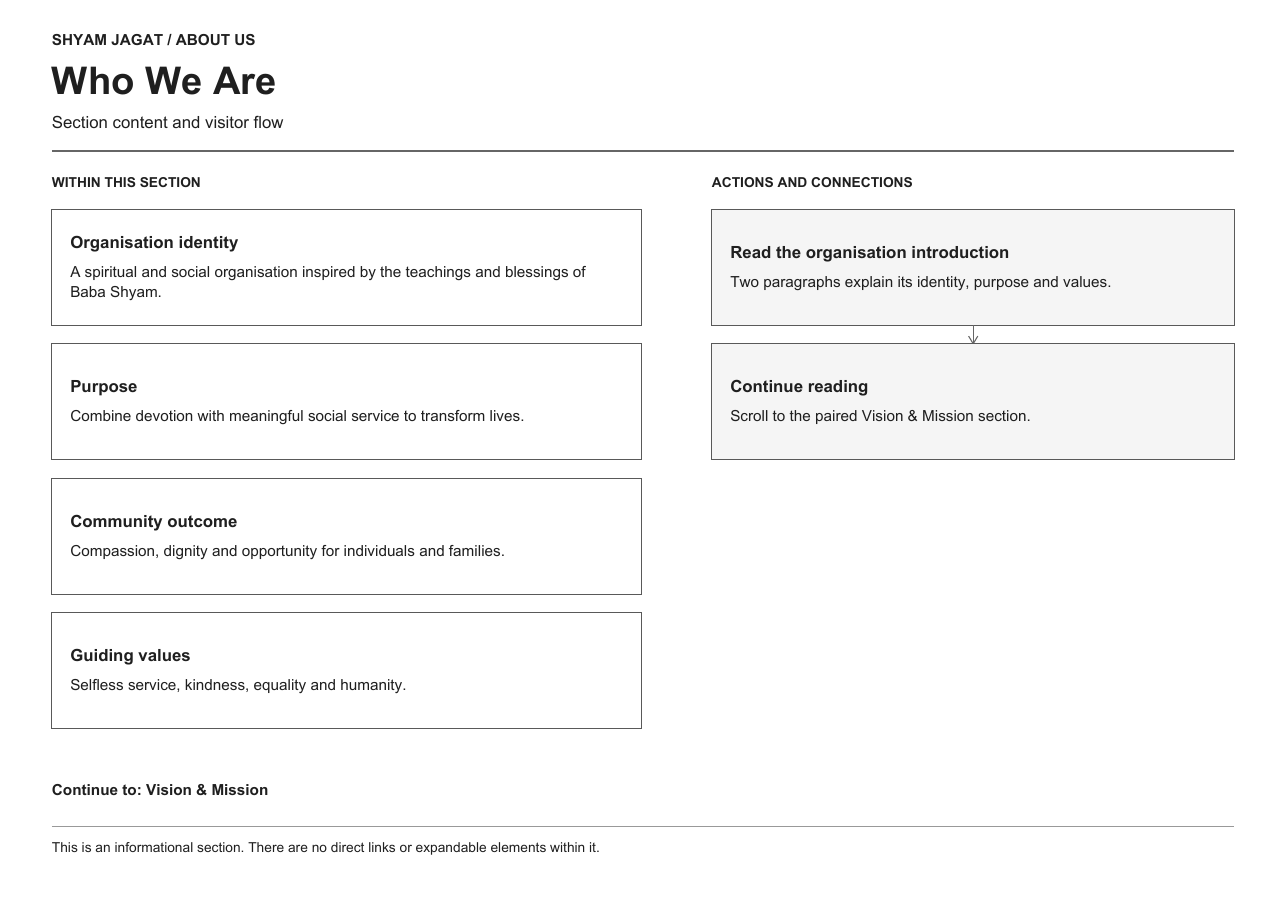 SHYAM JAGAT / ABOUT US
Who We Are
Section content and visitor flow
WITHIN THIS SECTION
Organisation identity
A spiritual and social organisation inspired by the teachings and blessings of
Baba Shyam.
Purpose
Combine devotion with meaningful social service to transform lives.
Community outcome
Compassion, dignity and opportunity for individuals and families.
Guiding values
Selfless service, kindness, equality and humanity.
ACTIONS AND CONNECTIONS
Read the organisation introduction
Two paragraphs explain its identity, purpose and values.
Continue reading
Scroll to the paired Vision & Mission section.
Continue to: Vision & Mission
This is an informational section. There are no direct links or expandable elements within it.